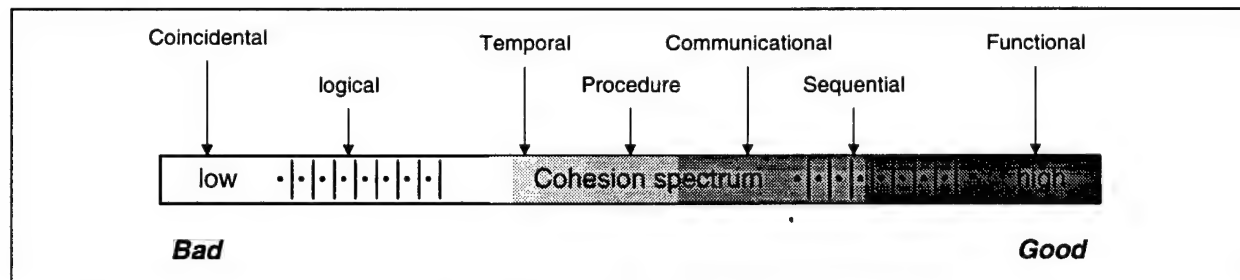 Coincidental Temporal Communicational Functional
logical Procedure Sequential
low Cohesion spectrum high
Bad Good